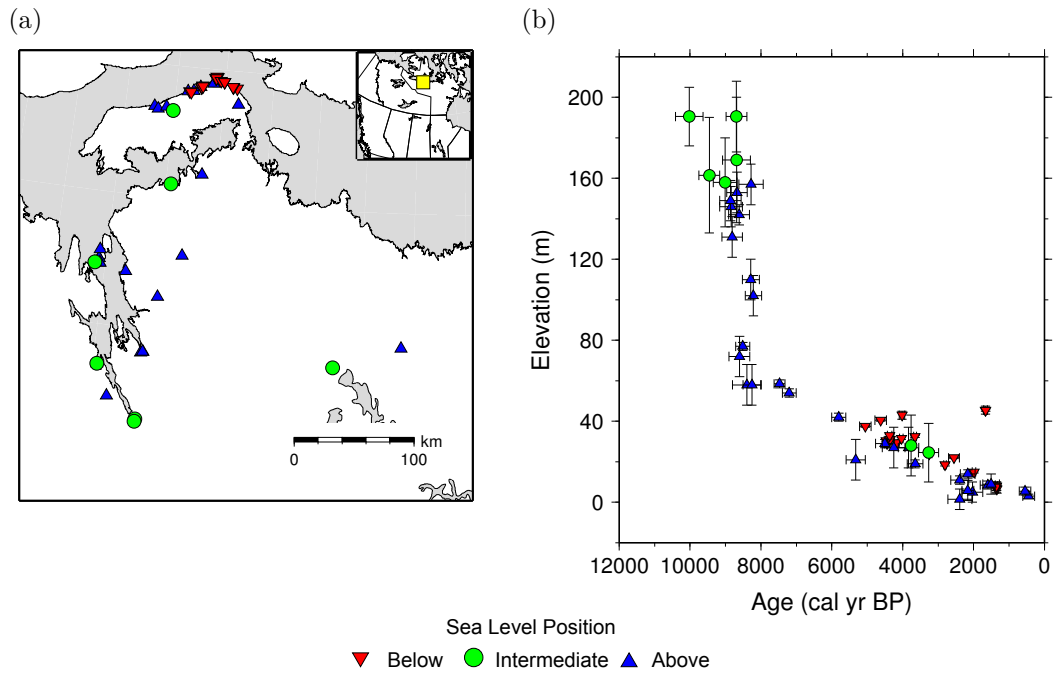 (a)
(b)
km
0
100
Elevation (m)
200
160
120
80
40
0
12000 10000 8000 6000 4000 2000 0
Age (cal yr BP)
Sea Level Position
Below Intermediate Above